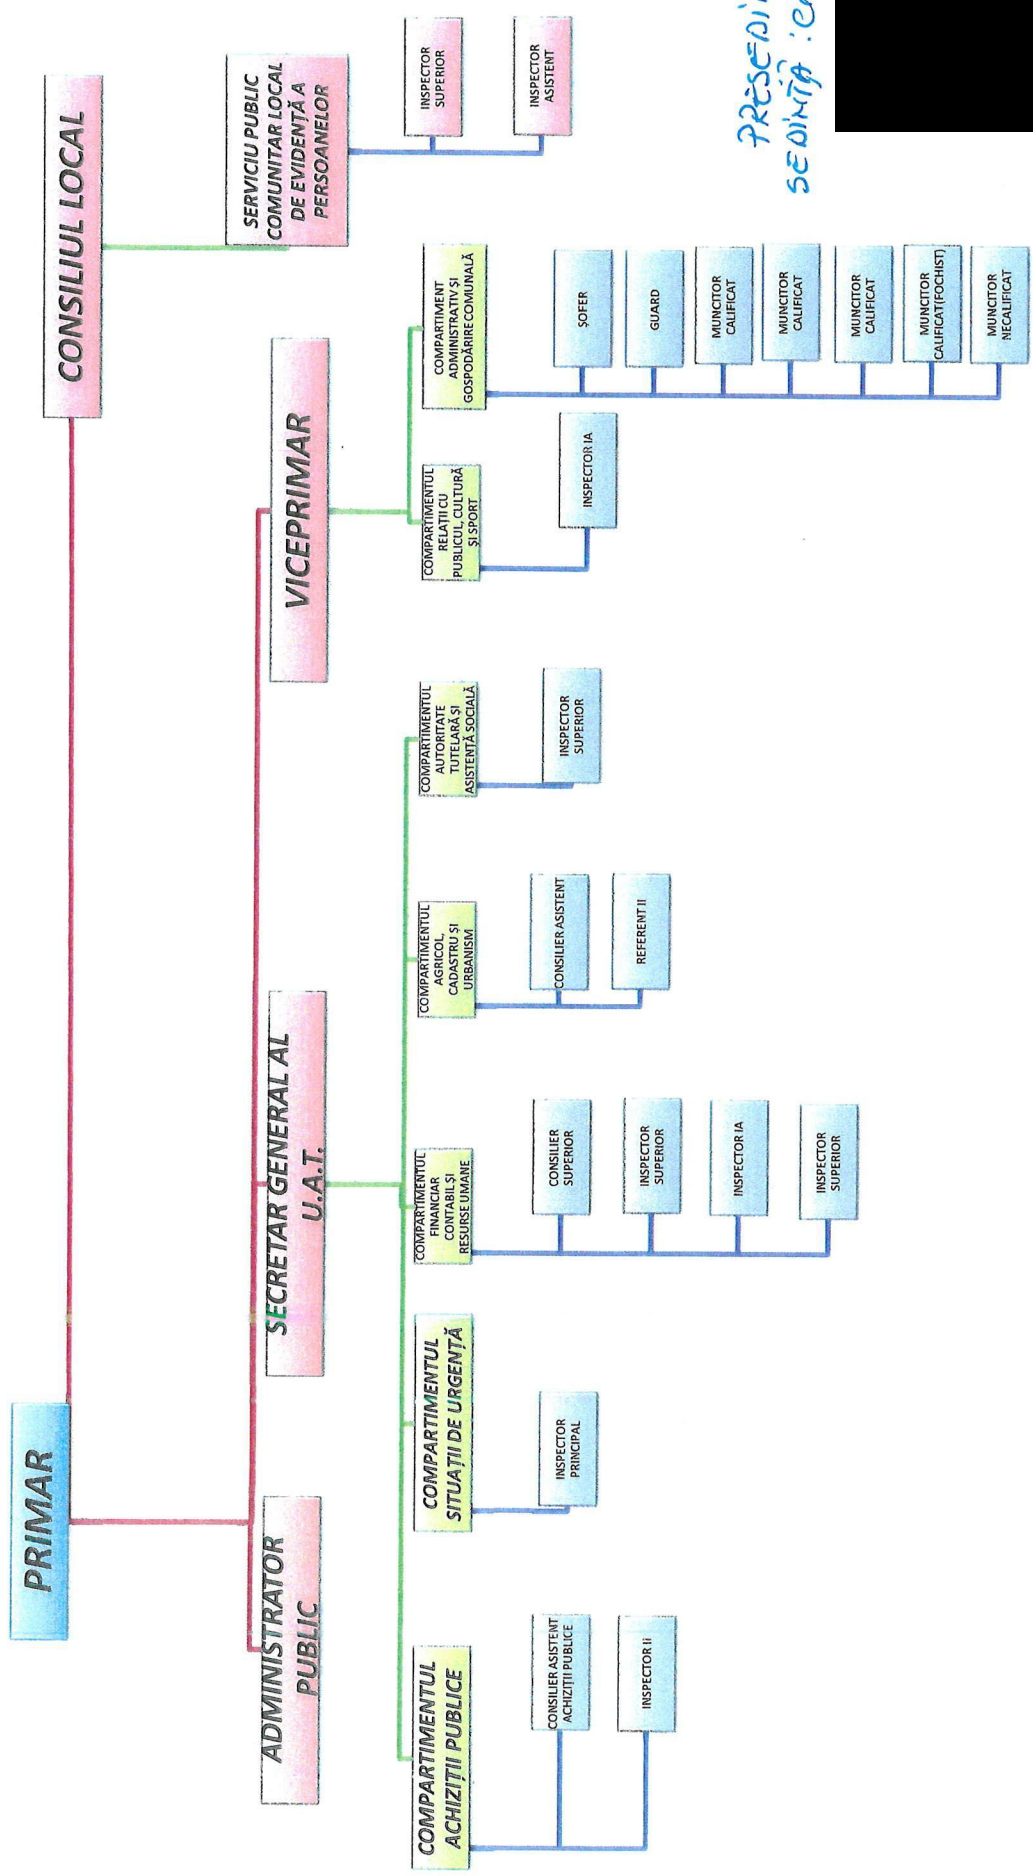 PRIMAR
CONSILIUL LOCAL
ADMINISTRATOR
PUBLIC
SECRETAR GENERAL AL
U.A.T.
VICEPRIMAR
SERVICIU PUBLIC
COMUNITAR LOCAL
DE EVIDENȚĂ A
PERSOANELOR
INSPECTOR
SUPERIOR
INSPECTOR
ASISTENT
COMPARTIMENTUL
ACHIZIȚII PUBLICE
CONSILIER ASISTENT
ACHIZIȚII PUBLICE
INSPECTOR II
COMPARTIMENTUL
SITUAȚII DE URGENȚĂ
INSPECTOR
PRINCIPAL
COMPARTIMENTUL
FINANCIAR
CONTABIL ȘI
RESURSE UMANE
CONSILIER
SUPERIOR
INSPECTOR
SUPERIOR
INSPECTOR IA
INSPECTOR
SUPERIOR
COMPARTIMENTUL
AGRICOL,
CADASTRU ȘI
URBANISM
CONSILIER ASISTENT
REFERENT II
COMPARTIMENTUL
AUTORITATE
TUTELARĂ ȘI
ASISTENȚĂ SOCIALĂ
INSPECTOR
SUPERIOR
COMPARTIMENTUL
RELAȚII CU
PUBLICUL, CULTURĂ
ȘI SPORT
INSPECTOR IA
COMPARTIMENT
ADMINISTRATIV ȘI
GOSPODĂRIRE COMUNALĂ
ȘOFER
GUARD
MUNCITOR
CALIFICAT
MUNCITOR
CALIFICAT
MUNCITOR
CALIFICAT
MUNCITOR
CALIFICAT(FOCHIST)
MUNCITOR
NECALIFICAT
SEDINȚĂ